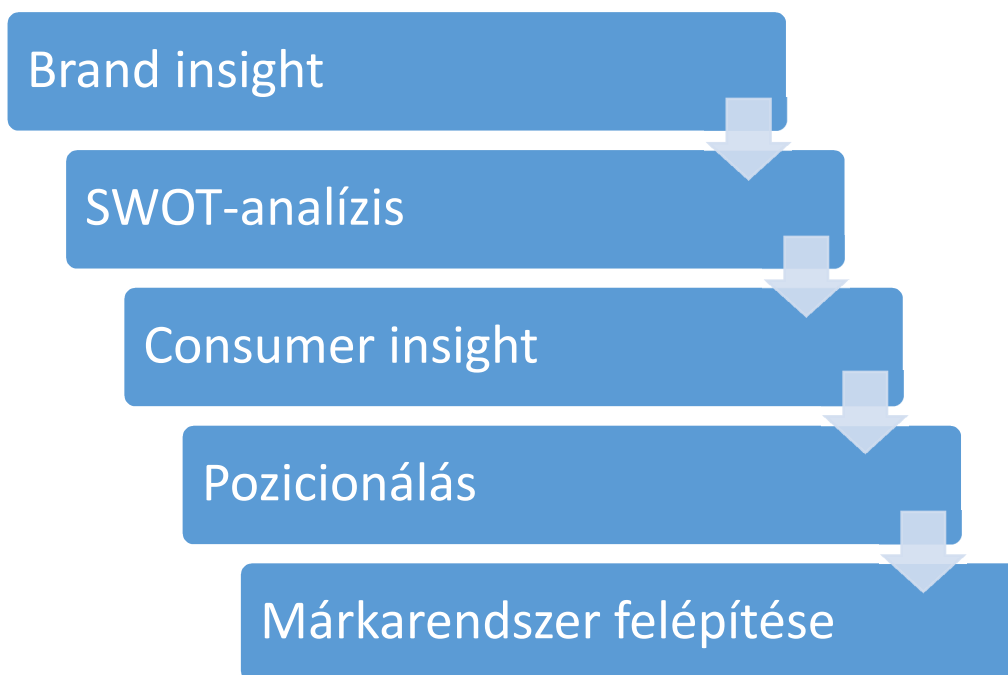 Brand insight
SWOT-analízis
Consumer insight
Pozicionálás
Márkarendszer felépítése